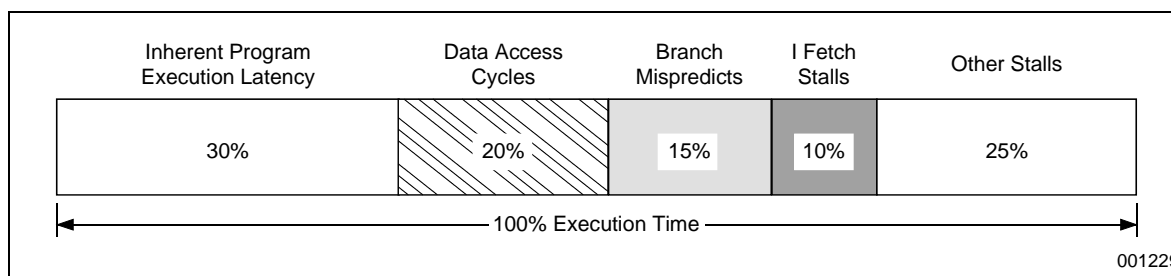 Inherent Program
Execution Latency
Data Access
Cycles
Branch
Mispredicts
I Fetch
Stalls
Other Stalls
30%
20%
15%
10%
25%
100% Execution Time
001229